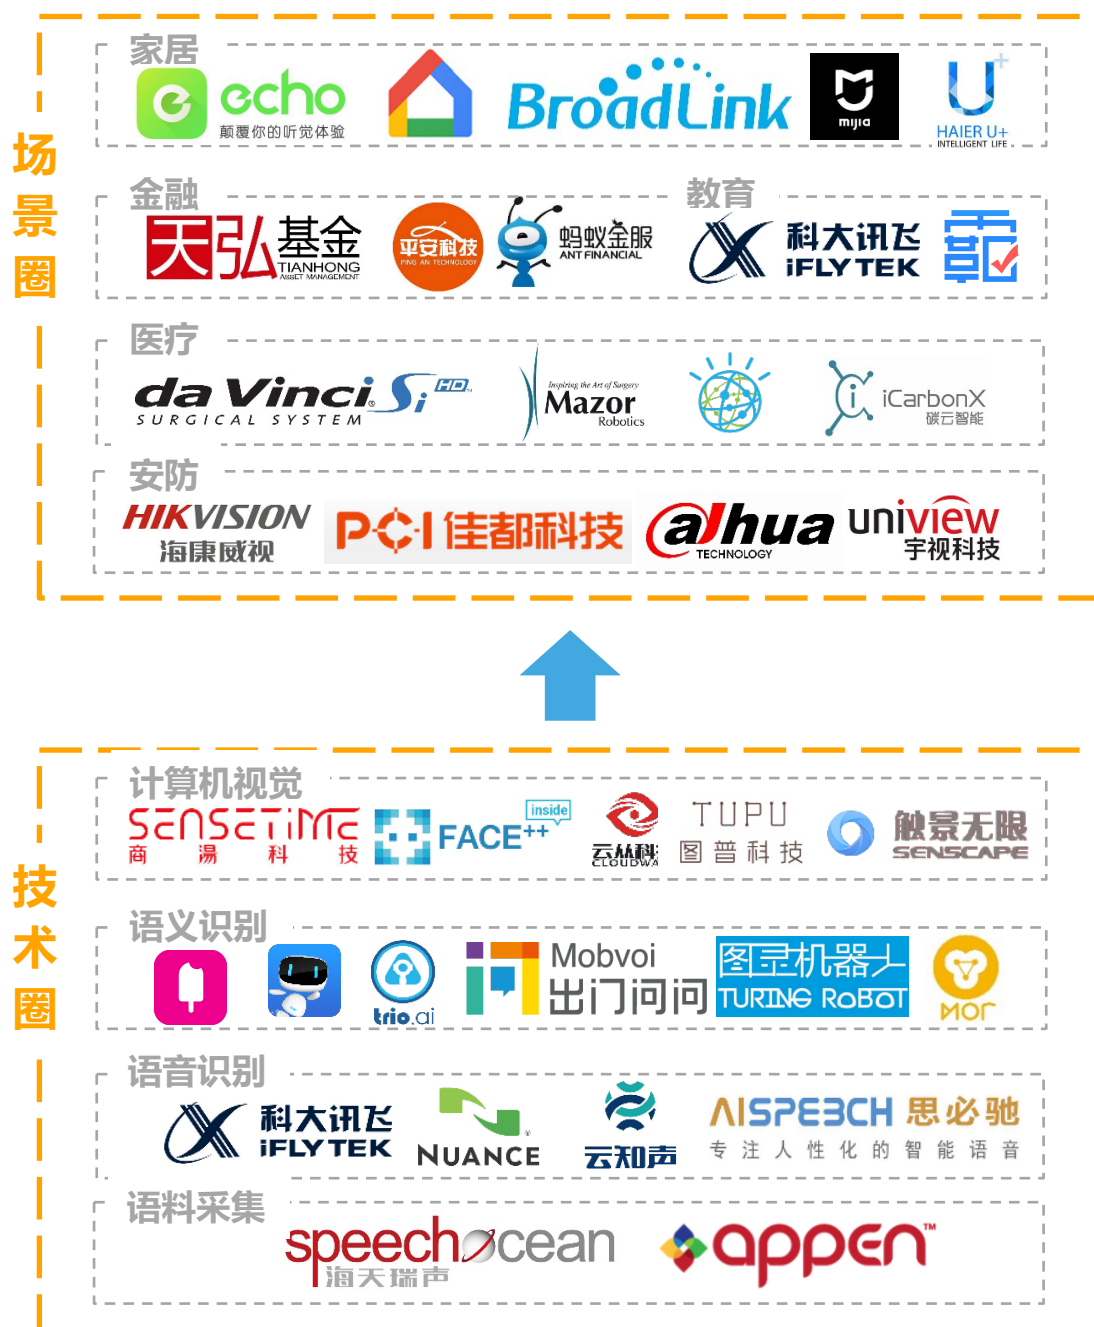 场景圈
家居
echo
颠覆你的听觉体验
BroadLink
mijia
U+
HAIER U+
INTELLIGENT LIFE
金融
天弘基金
TIANHONG
ASSET MANAGEMENT
平安科技
PING AN TECHNOLOGY
蚂蚁金服
ANT FINANCIAL
教育
科大讯飞
iFLYTEK
医疗
da Vinci® Si HD™
SURGICAL SYSTEM
Inspiring the Art of Surgery
Mazor
Robotics
iCarbonX
碳云智能
安防
HIKVISION
海康威视
PCI佳都科技
alhua
TECHNOLOGY
uniview
宇视科技
技术圈
计算机视觉
SENSETIME
商湯科技
FACE++
inside
云从科
CLOUDWA
TUPU
图普科技
触景无限
SENSCAPE
语义识别
trio.ai
Mobvoi
出门问问
图灵机器人
TURING ROBOT
MOR
语音识别
科大讯飞
iFLYTEK
NUANCE
云知声
AISPEECH 思必驰
专注人性化的智能语音
语料采集
speechocean
海天瑞声
appen™